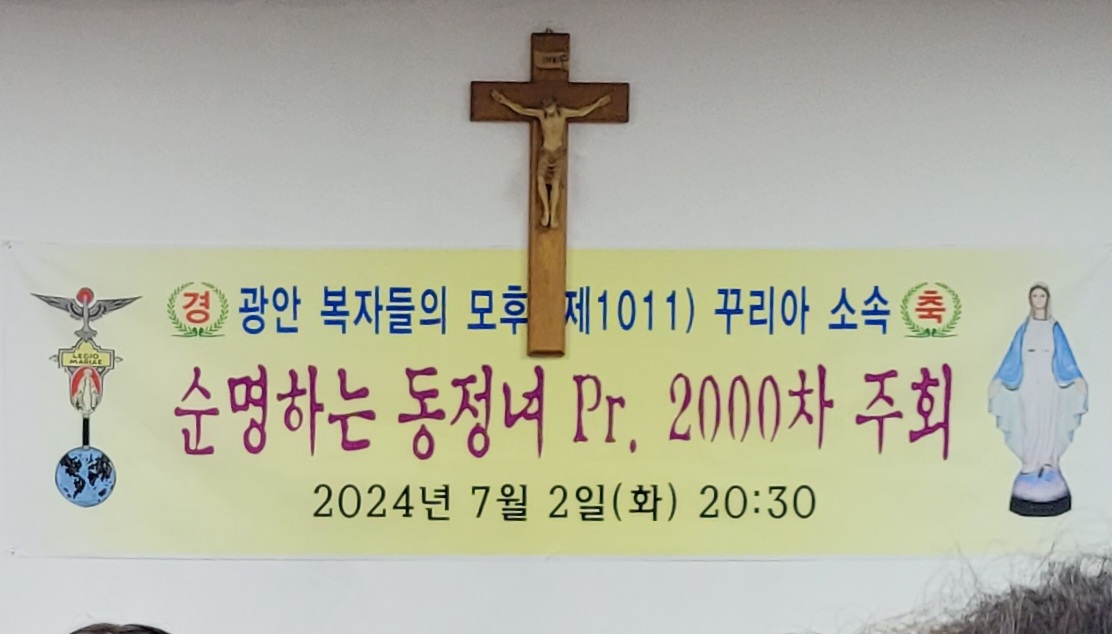 경 광안 복자들의 모후 제1011) 꾸리아 소속 축
순명하는 동정녀 Pr. 2000차 주회
2024년 7월 2일(화) 20:30
LEGIO
MARIAE